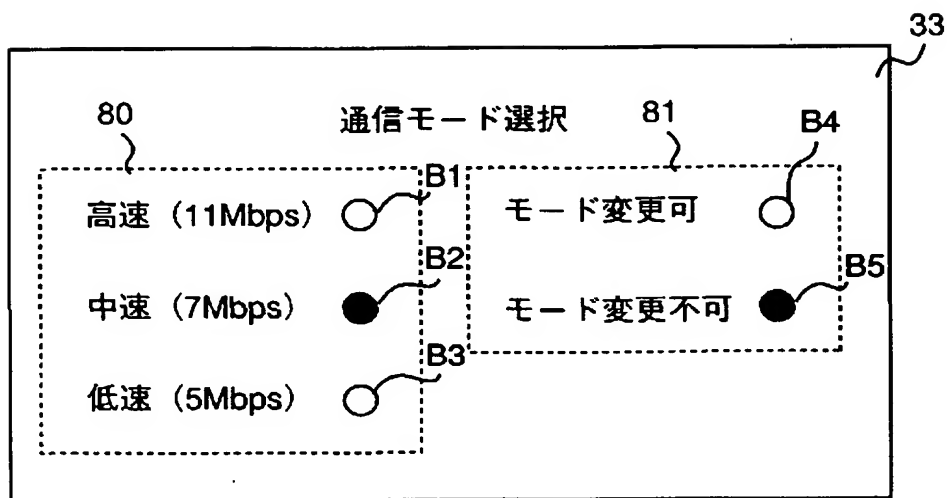 33
80
通信モード選択
81
B4
高速（11Mbps）
B1
モード変更可
中速（7Mbps）
B2
モード変更不可
B5
低速（5Mbps）
B3